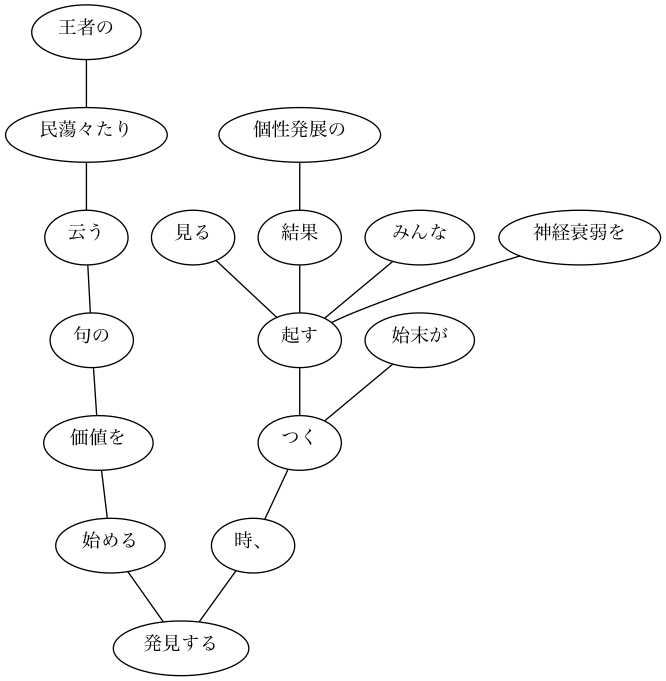 王者の
民蕩々たり
個性発展の
云う
見る
結果
みんな
神経衰弱を
句の
起す
始末が
価値を
つく
始める
時、
発見する